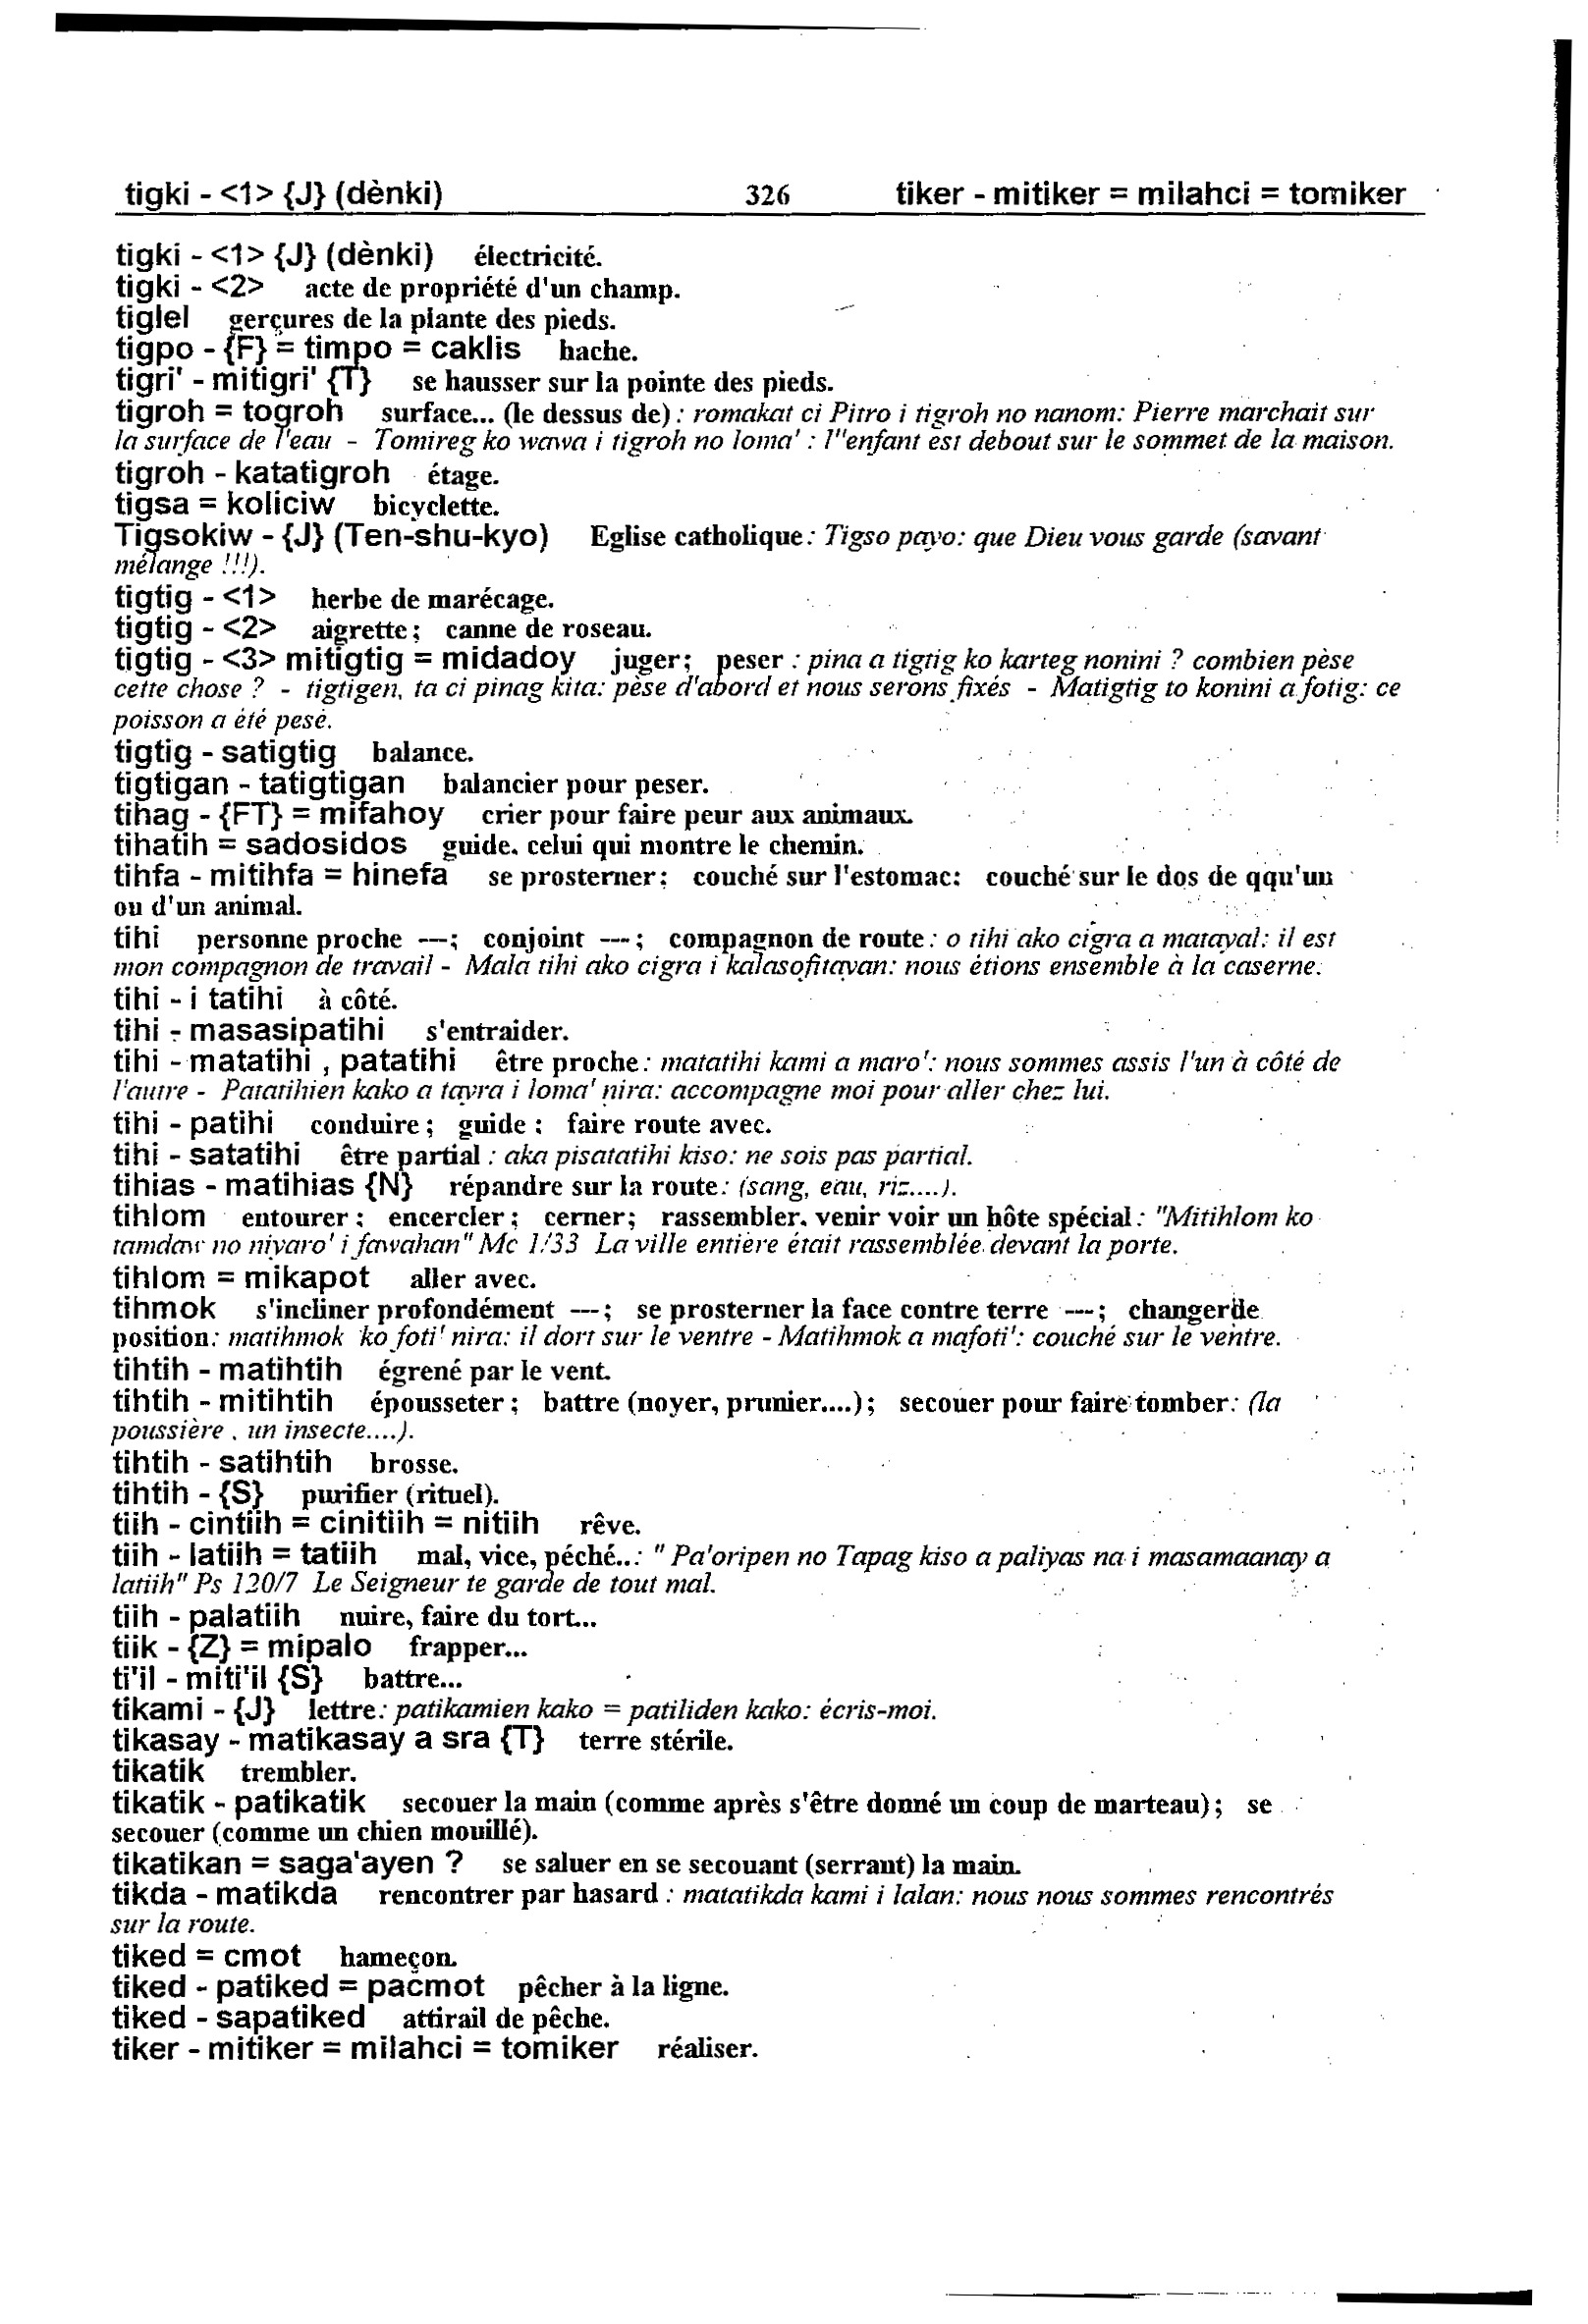 tigki - <1> {J} (dènki) 326 tiker - mitiker = milahci = tomiker
tigki - <1> {J} (dènki) électricité.
tigki - <2> acte de propriété d'un champ.
tiglel gerçures de la plante des pieds.
tigpo - {F} = timpo = caklis hache.
tigri' - mitigri' {T} se hausser sur la pointe des pieds.
tigroh = togroh surface... (le dessus de) : romakat ci Pitro i tigroh no nanom: Pierre marchait sur
la surface de l'eau - Tomireg ko wawa i tigroh no loma' : l''enfant est debout sur le sommet de la maison.
tigroh - katatigroh étage.
tigsa = koliciw bicyclette.
Tigsokiw - {J} (Ten-shu-kyo) Eglise catholique : Tigso payo: que Dieu vous garde (savant
mélange !!!).
tigtig - <1> herbe de marécage.
tigtig - <2> aigrette ; canne de roseau.
tigtig - <3> mitigtig = midadoy juger ; peser : pina a tigtig ko karteg nonini ? combien pèse
cette chose ? - tigtigen, ta ci pinag kita: pèse d'abord et nous serons fixés - Matigtig to konini a fotig: ce
poisson a été pesé.
tigtig - satigtig balance.
tigtigan - tatigtigan balancier pour peser.
tihag - {FT} = mifahoy crier pour faire peur aux animaux.
tihatih = sadosidos guide, celui qui montre le chemin.
tihfa - mitihfa = hinefa se prosterner ; couché sur l'estomac ; couché sur le dos de qqu'un
ou d'un animal.
tihi personne proche ---; conjoint --- ; compagnon de route : o tihi ako cigra a matayal: il est
mon compagnon de travail - Mala tihi ako cigra i kalasofitayan: nous étions ensemble à la caserne.
tihi - i tatihi à côté.
tihi - masasipatihi s'entraider.
tihi - matatihi , patatihi être proche : matatihi kami a maro': nous sommes assis l'un à côté de
l'autre - Patatihien kako a tayra i loma' nira: accompagne moi pour aller chez lui.
tihi - patihi conduire ; guide ; faire route avec.
tihi - satatihi être partial : aka pisatatihi kiso: ne sois pas partial.
tihias - matihias {N} répandre sur la route : (sang, eau, riz....).
tihlom entourer ; encercler ; cerner ; rassembler, venir voir un hôte spécial : "Mitihlom ko
tamdaw no niyaro' i fawahan" Mc 1/33 La ville entière était rassemblée devant la porte.
tihlom = mikapot aller avec.
tihmok s'incliner profondément ---; se prosterner la face contre terre ---; changerde
position : matihmok ko foti' nira: il dort sur le ventre - Matihmok a mafoti': couché sur le ventre.
tihtih - matihtih égrené par le vent.
tihtih - mitihtih épousseter ; battre (noyer, prunier....) ; secouer pour faire tomber : (la
poussière , un insecte....).
tihtih - satihtih brosse.
tihtih - {S} purifier (rituel).
tiih - cintiih = cinitiih = nitiih rêve.
tiih - latiih = tatiih mal, vice, péché.. : " Pa'oripen no Tapag kiso a paliyas na i masamaanay a
latiih" Ps 120/7 Le Seigneur te garde de tout mal.
tiih - palatiih nuire, faire du tort...
tiik - {Z} = mipalo frapper...
ti'il - miti'il {S} battre...
tikami - {J} lettre : patikamien kako = patiliden kako: écris-moi.
tikasay - matikasay a sra {T} terre stérile.
tikatik trembler.
tikatik - patikatik secouer la main (comme après s'être donné un coup de marteau) ; se
secouer (comme un chien mouillé).
tikatikan = saga'ayen ? se saluer en se secouant (serrant) la main.
tikda - matikda rencontrer par hasard : matatikda kami i lalan: nous nous sommes rencontrés
sur la route.
tiked = cmot hameçon.
tiked - patiked = pacmot pêcher à la ligne.
tiked - sapatiked attirail de pêche.
tiker - mitiker = milahci = tomiker réaliser.